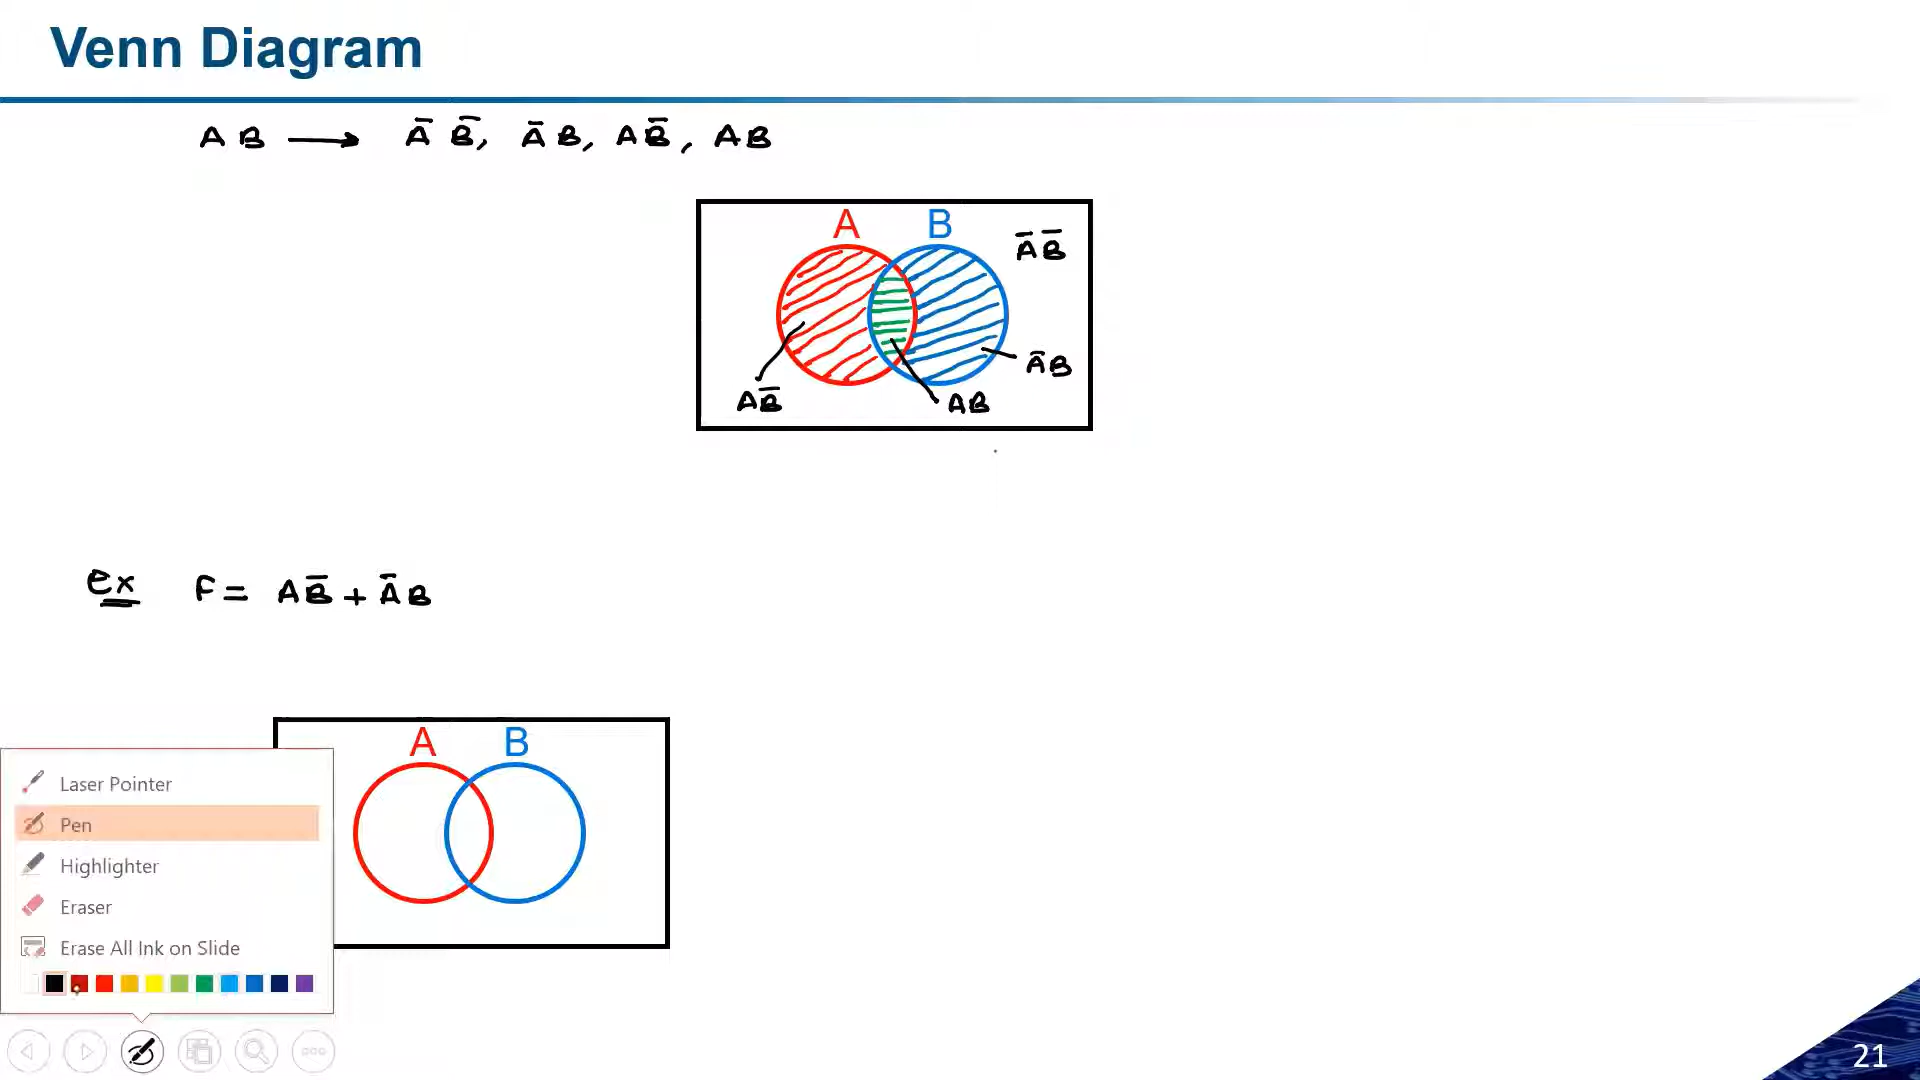 Venn Diagram
A B → A̅ B̅, A̅ B, A B̅, A B
A B
A̅ B̅
A̅ B
A B̅
A B
ex F = A B̅ + A̅ B
A B
Laser Pointer
Pen
Highlighter
Eraser
Erase All Ink on Slide
21